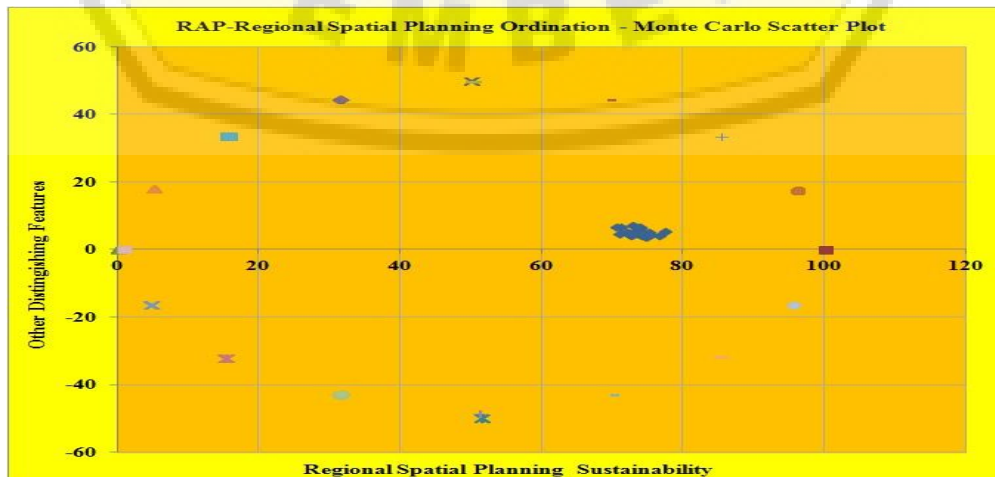 RAP-Regional Spatial Planning Ordination - Monte Carlo Scatter Plot
60
40
20
0
-20
-40
-60
0 20 40 60 80 100 120
Other Distingishing Features
Regional Spatial Planning Sustainability